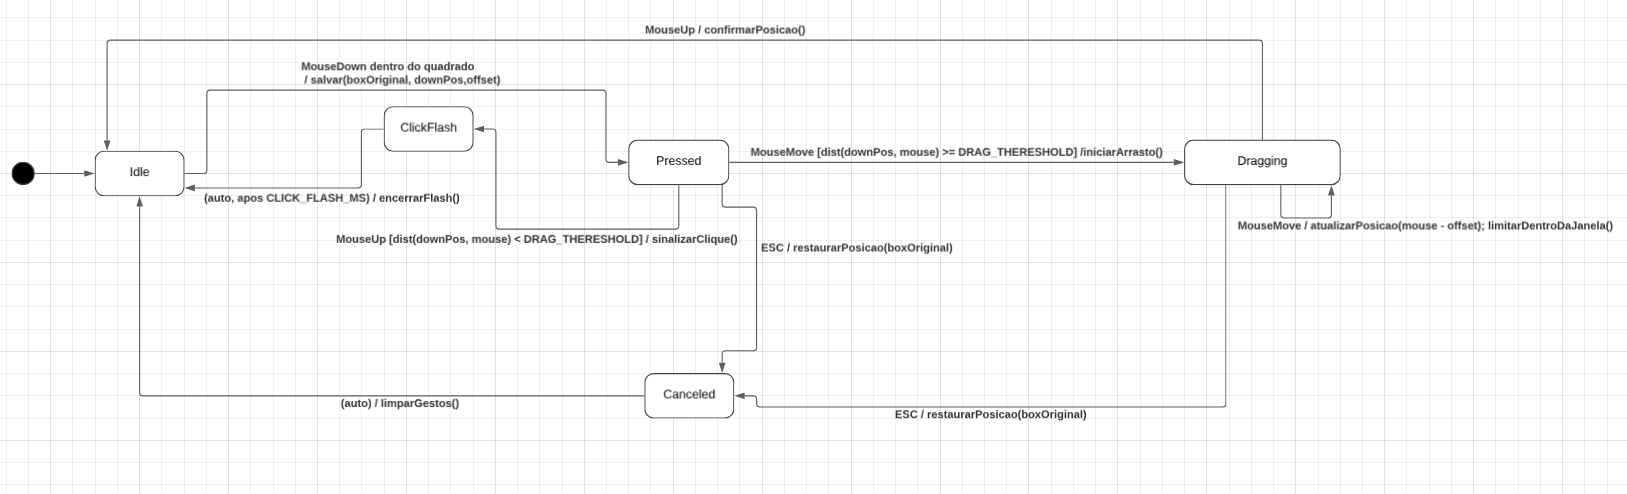 MouseUp / confirmarPosicao()
MouseDown dentro do quadrado
/ salvar(boxOriginal, downPos,offset)
ClickFlash
Idle
Pressed
MouseMove [dist(downPos, mouse) >= DRAG_THERESHOLD] /iniciarArrasto()
Dragging
(auto, apos CLICK_FLASH_MS) / encerrarFlash()
MouseUp [dist(downPos, mouse) < DRAG_THERESHOLD] / sinalizarClique()
ESC / restaurarPosicao(boxOriginal)
MouseMove / atualizarPosicao(mouse - offset); limitarDentroDaJanela()
Canceled
(auto) / limparGestos()
ESC / restaurarPosicao(boxOriginal)